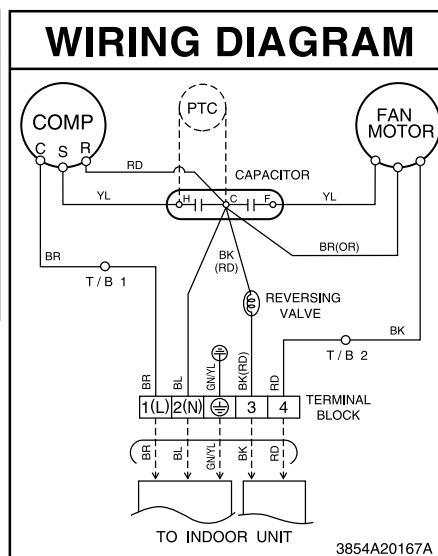 WIRING DIAGRAM
PTC
COMP
FAN
MOTOR
C S R
RD
CAPACITOR
YL
H C F
YL
BR
BK
(RD)
BR(OR)
T / B 1
REVERSING
VALVE
BK
T / B 2
BR BL GN/YL BK(RD) RD
1(L) 2(N) 3 4
TERMINAL
BLOCK
BR BL GN/YL BK RD
TO INDOOR UNIT
3854A20167A